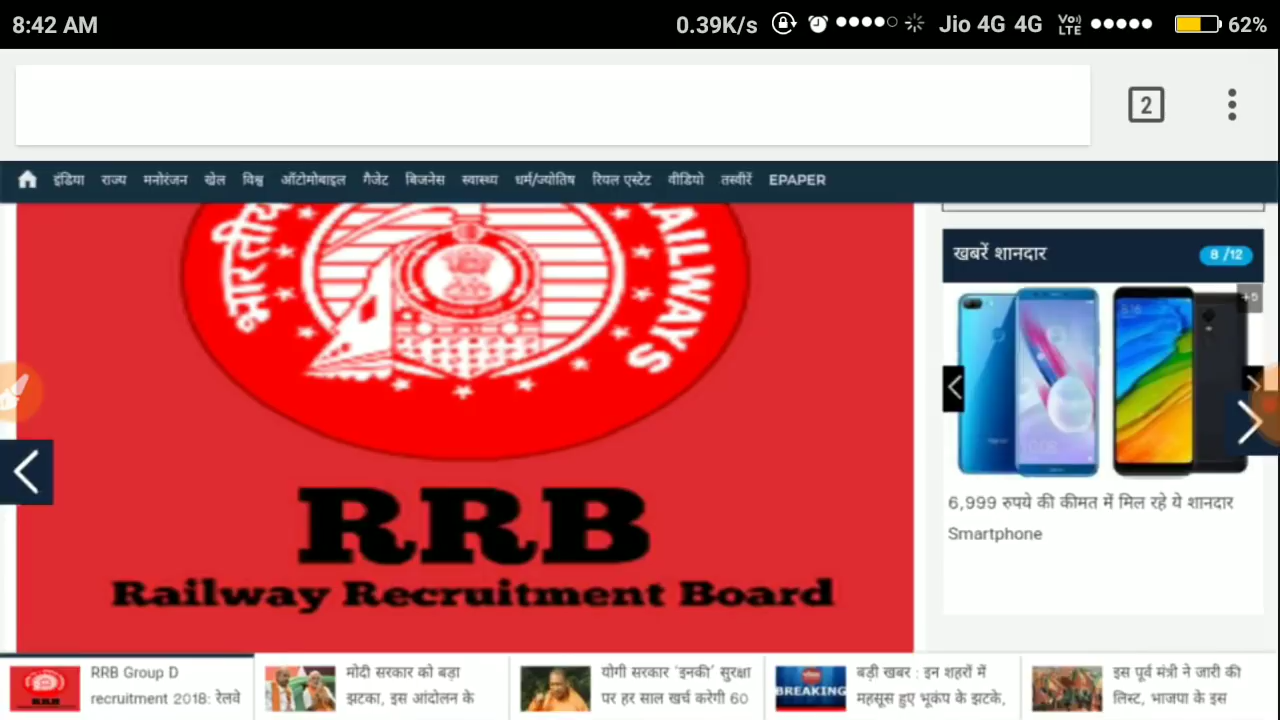 8:42 AM
0.39K/s
Jio 4G 4G
Vo))
LTE
62%
2
इंडिया राज्य मनोरंजन खेल विश्व ऑटोमोबाइल गैजेट बिजनेस स्वास्थ्य धर्म/ज्योतिष रियल एस्टेट वीडियो तस्वीरें EPAPER
RAILWAYS
RRB
Railway Recruitment Board
खबरें शानदार
8 /12
+5
6,999 रुपये की कीमत में मिल रहे ये शानदार
Smartphone
RRB Group D
recruitment 2018: रेलवे
मोदी सरकार को बड़ा
झटका, इस आंदोलन के
योगी सरकार ‘इनकी’ सुरक्षा
पर हर साल खर्च करेगी 60
BREAKING
बड़ी खबर : इन शहरों में
महसूस हुए भूकंप के झटके,
इस पूर्व मंत्री ने जारी की
लिस्ट, भाजपा के इस